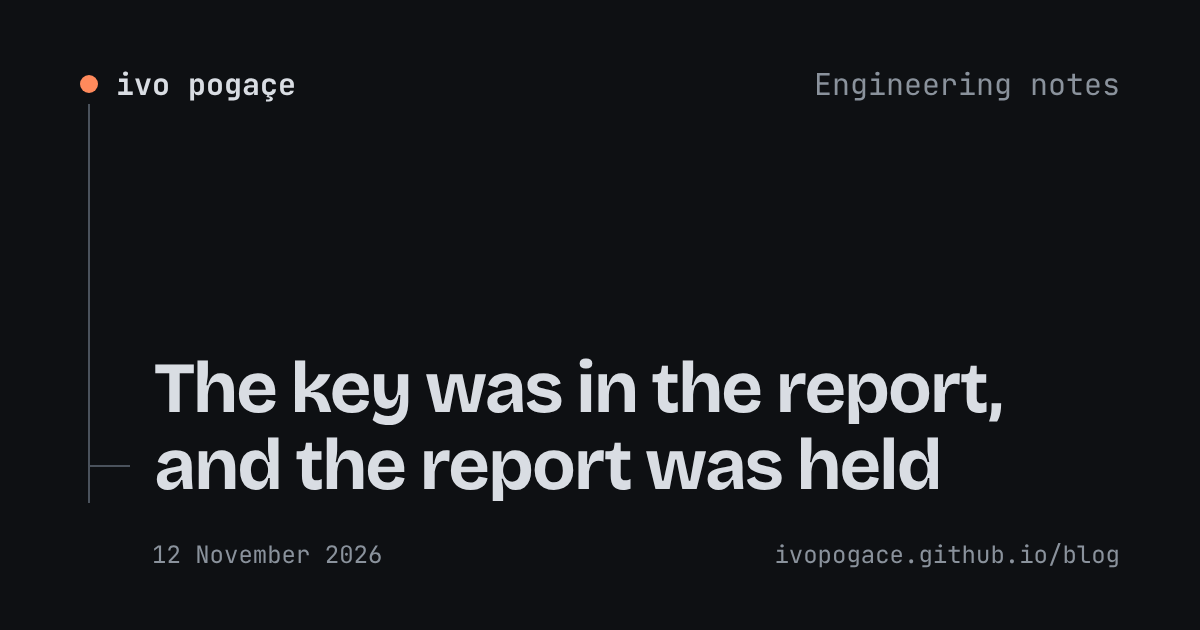 ivo pogaçe
Engineering notes
The key was in the report,
and the report was held
12 November 2026
ivopogace.github.io/blog